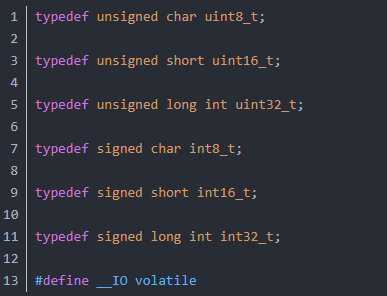 1 typedef unsigned char uint8_t;
2
3 typedef unsigned short uint16_t;
4
5 typedef unsigned long int uint32_t;
6
7 typedef signed char int8_t;
8
9 typedef signed short int16_t;
10
11 typedef signed long int int32_t;
12
13 #define __IO volatile